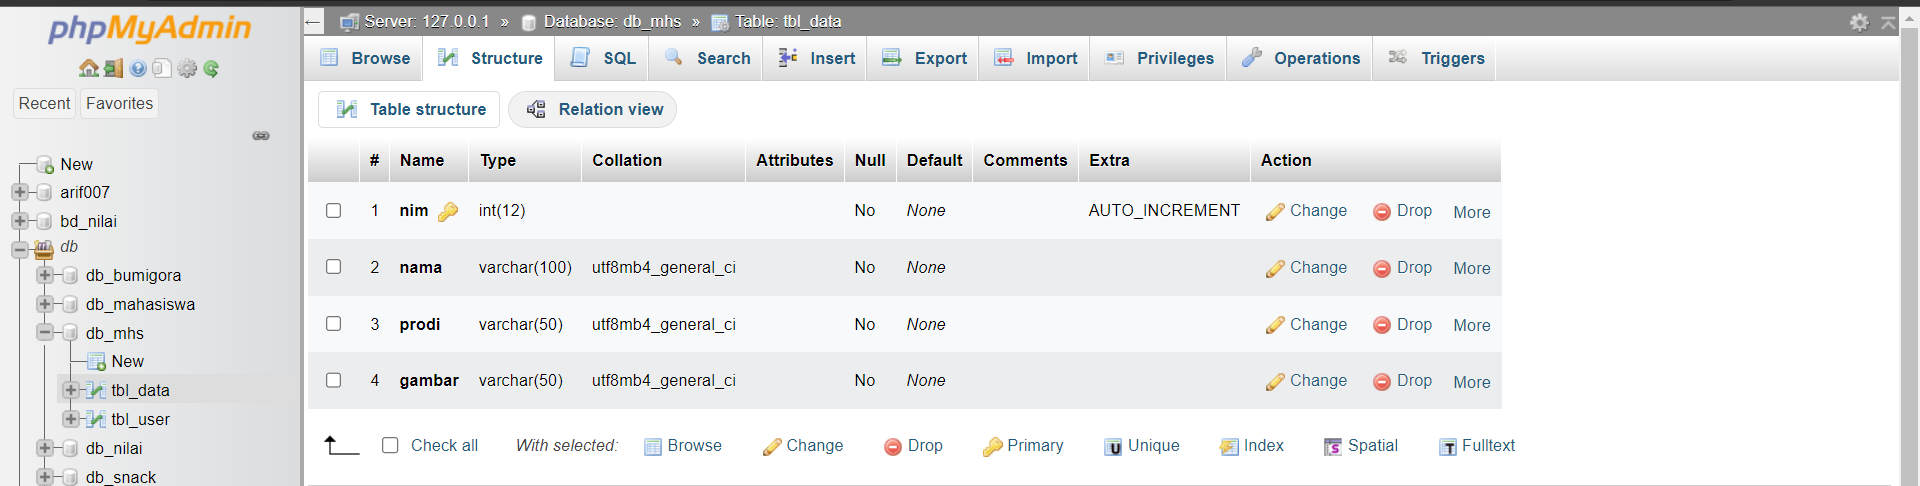 phpMyAdmin
Recent Favorites
New
arif007
bd_nilai
db
db_bumigora
db_mahasiswa
db_mhs
New
tbl_data
tbl_user
db_nilai
db_snack
Server: 127.0.0.1 » Database: db_mhs » Table: tbl_data
Browse Structure SQL Search Insert Export Import Privileges Operations Triggers
Table structure Relation view
# Name Type Collation Attributes Null Default Comments Extra Action
1 nim int(12) No None AUTO_INCREMENT Change Drop More
2 nama varchar(100) utf8mb4_general_ci No None Change Drop More
3 prodi varchar(50) utf8mb4_general_ci No None Change Drop More
4 gambar varchar(50) utf8mb4_general_ci No None Change Drop More
Check all With selected: Browse Change Drop Primary Unique Index Spatial Fulltext